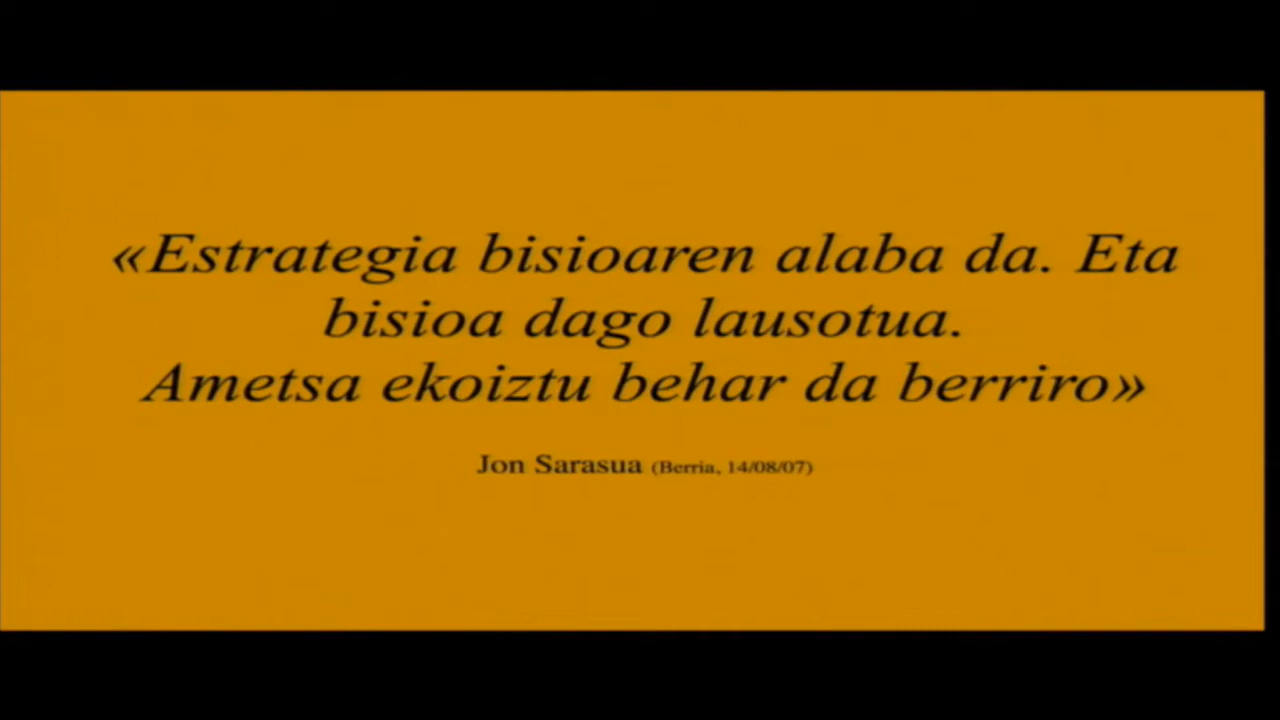 «Estrategia bisioaren alaba da. Eta
bisioa dago lausotua.
Ametsa ekoiztu behar da berriro»
Jon Sarasua (Berria, 14/08/07)